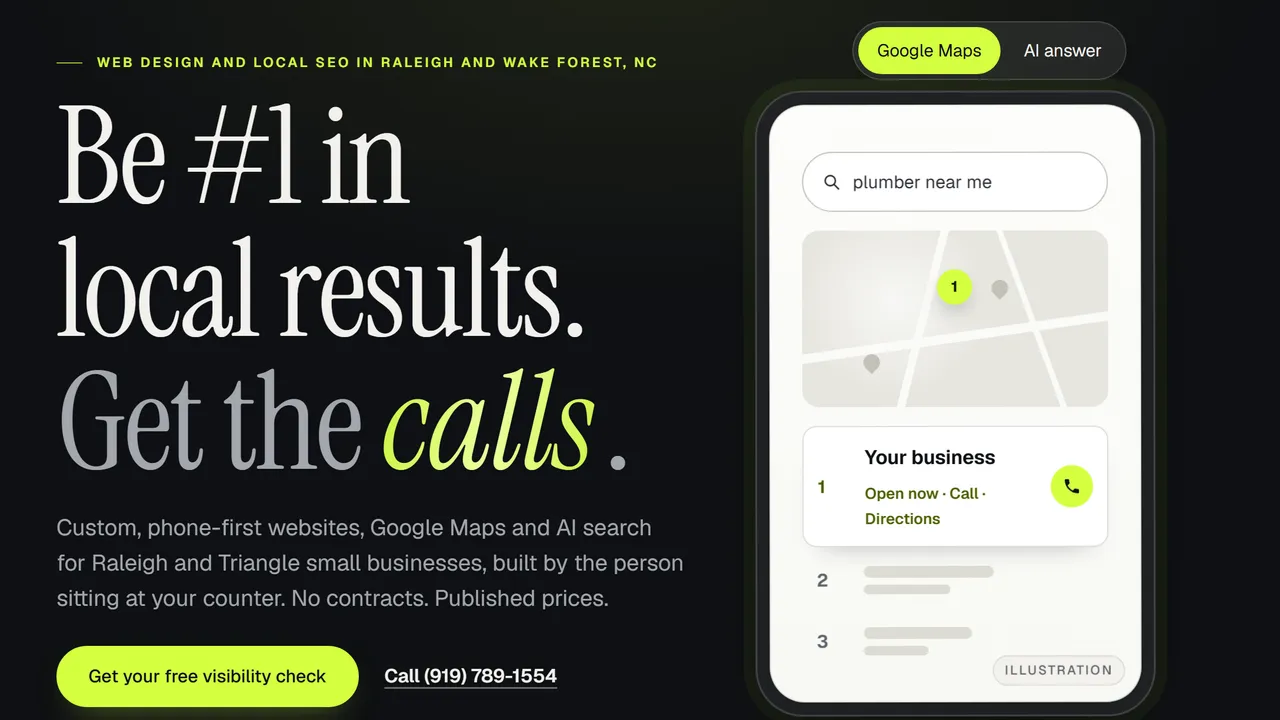 WEB DESIGN AND LOCAL SEO IN RALEIGH AND WAKE FOREST, NC
Be #1 in
local results.
Get the calls .
Custom, phone-first websites, Google Maps and AI search
for Raleigh and Triangle small businesses, built by the person
sitting at your counter. No contracts. Published prices.
Get your free visibility check
Call (919) 789-1554
Google Maps
AI answer
plumber near me
1
1
Your business
Open now · Call ·
Directions
2
3
ILLUSTRATION